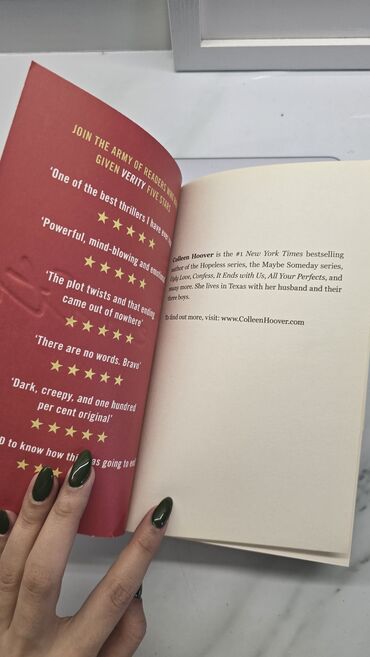 JOIN THE ARMY OF READERS WHO
GIVEN VERITY FIVE STARS
'One of the best thrillers I have ever
'Powerful, mind-blowing and emotional
'The plot twists and that ending
came out of nowhere'
'There are no words. Bravo'
'Dark, creepy, and one hundred
per cent original'
to know how this was going to end
Colleen Hoover is the #1 New York Times bestselling
author of the Hopeless series, the Maybe Someday series,
Ugly Love, Confess, It Ends with Us, All Your Perfects, and
many more. She lives in Texas with her husband and their
three boys.
To find out more, visit: www.ColleenHoover.com